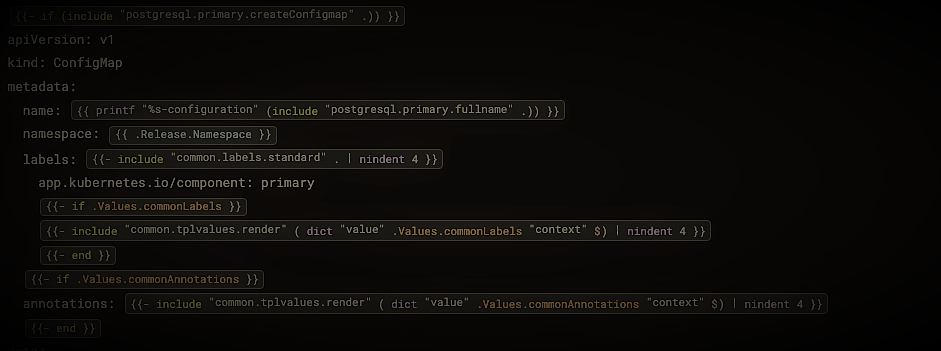 {{- if (include "postgresql.primary.createConfigmap" .)) }}
apiVersion: v1
kind: ConfigMap
metadata:
name: {{ printf "%s-configuration" (include "postgresql.primary.fullname" .)) }}
namespace: {{ .Release.Namespace }}
labels: {{- include "common.labels.standard" . | nindent 4 }}
app.kubernetes.io/component: primary
{{- if .Values.commonLabels }}
{{- include "common.tplvalues.render" ( dict "value" .Values.commonLabels "context" $) | nindent 4 }}
{{- end }}
{{- if .Values.commonAnnotations }}
annotations: {{- include "common.tplvalues.render" ( dict "value" .Values.commonAnnotations "context" $) | nindent 4 }}
{{- end }}